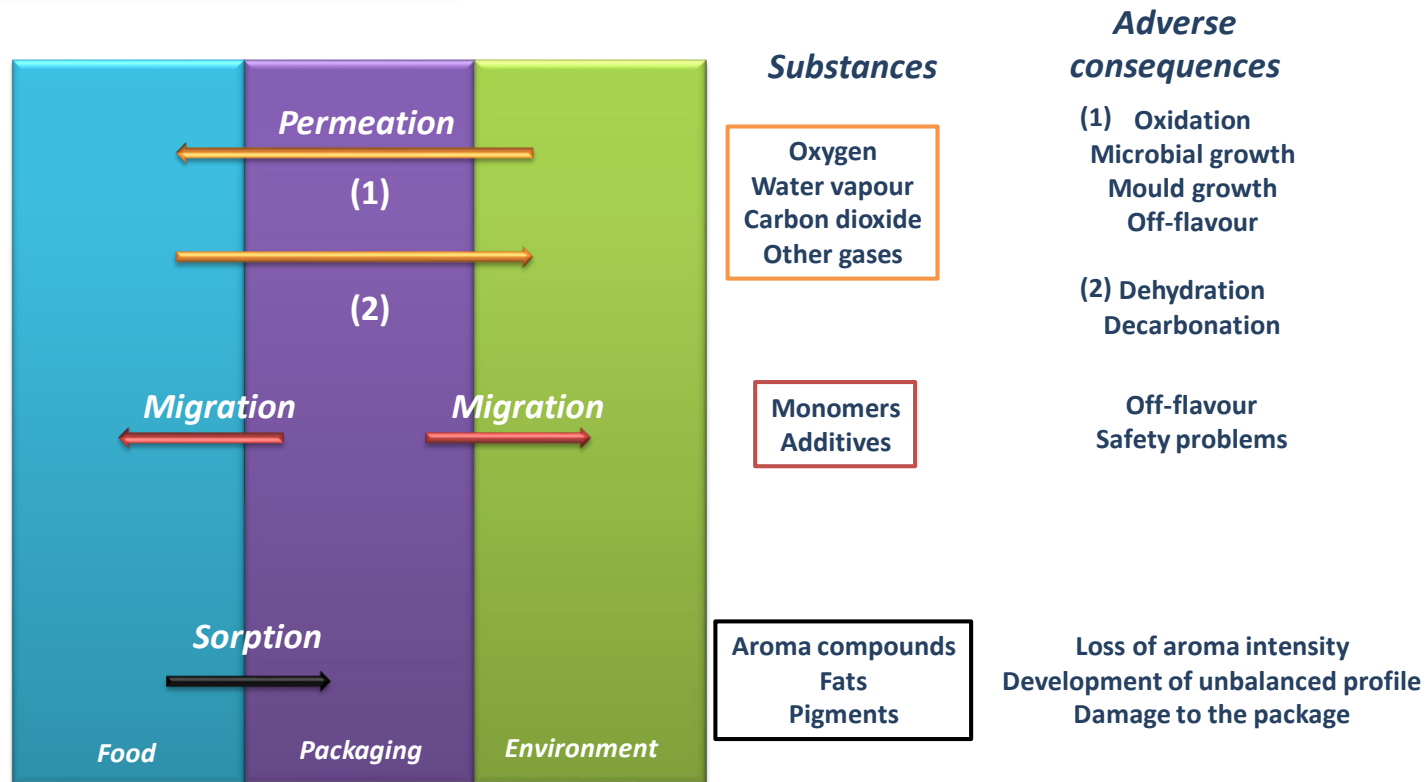 Permeation
(1)
(2)
Migration
Migration
Sorption
Food
Packaging
Environment
Substances
Oxygen
Water vapour
Carbon dioxide
Other gases
Monomers
Additives
Aroma compounds
Fats
Pigments
Adverse
consequences
(1) Oxidation
Microbial growth
Mould growth
Off-flavour
(2) Dehydration
Decarbonation
Off-flavour
Safety problems
Loss of aroma intensity
Development of unbalanced profile
Damage to the package